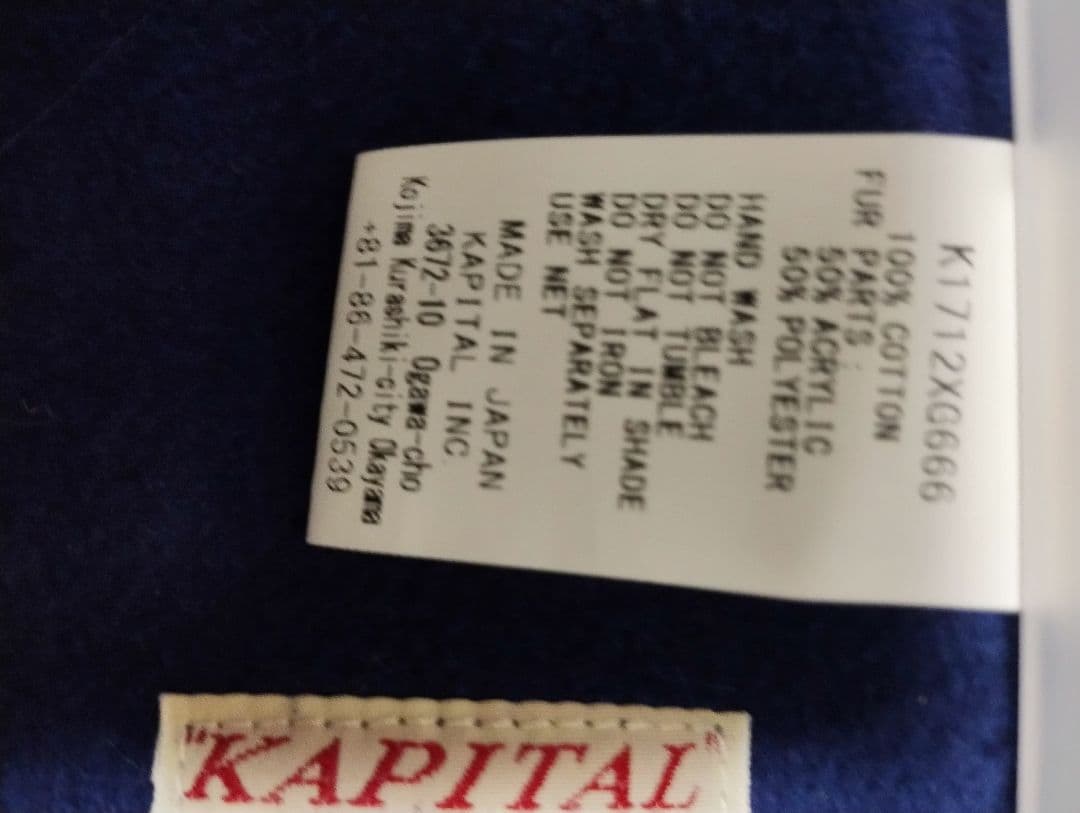 K1712XG666
100% COTTON
FUR PARTS :
50% ACRYLIC
50% POLYESTER
HAND WASH
DO NOT BLEACH
DO NOT TUMBLE
DRY FLAT IN SHADE
DO NOT IRON
WASH SEPARATELY
USE NET
MADE IN JAPAN
KAPITAL INC.
3672-10 Ogawa-cho
Kojima Kurashiki-city Okayama
+81-86-472-0539
"KAPITAL"®